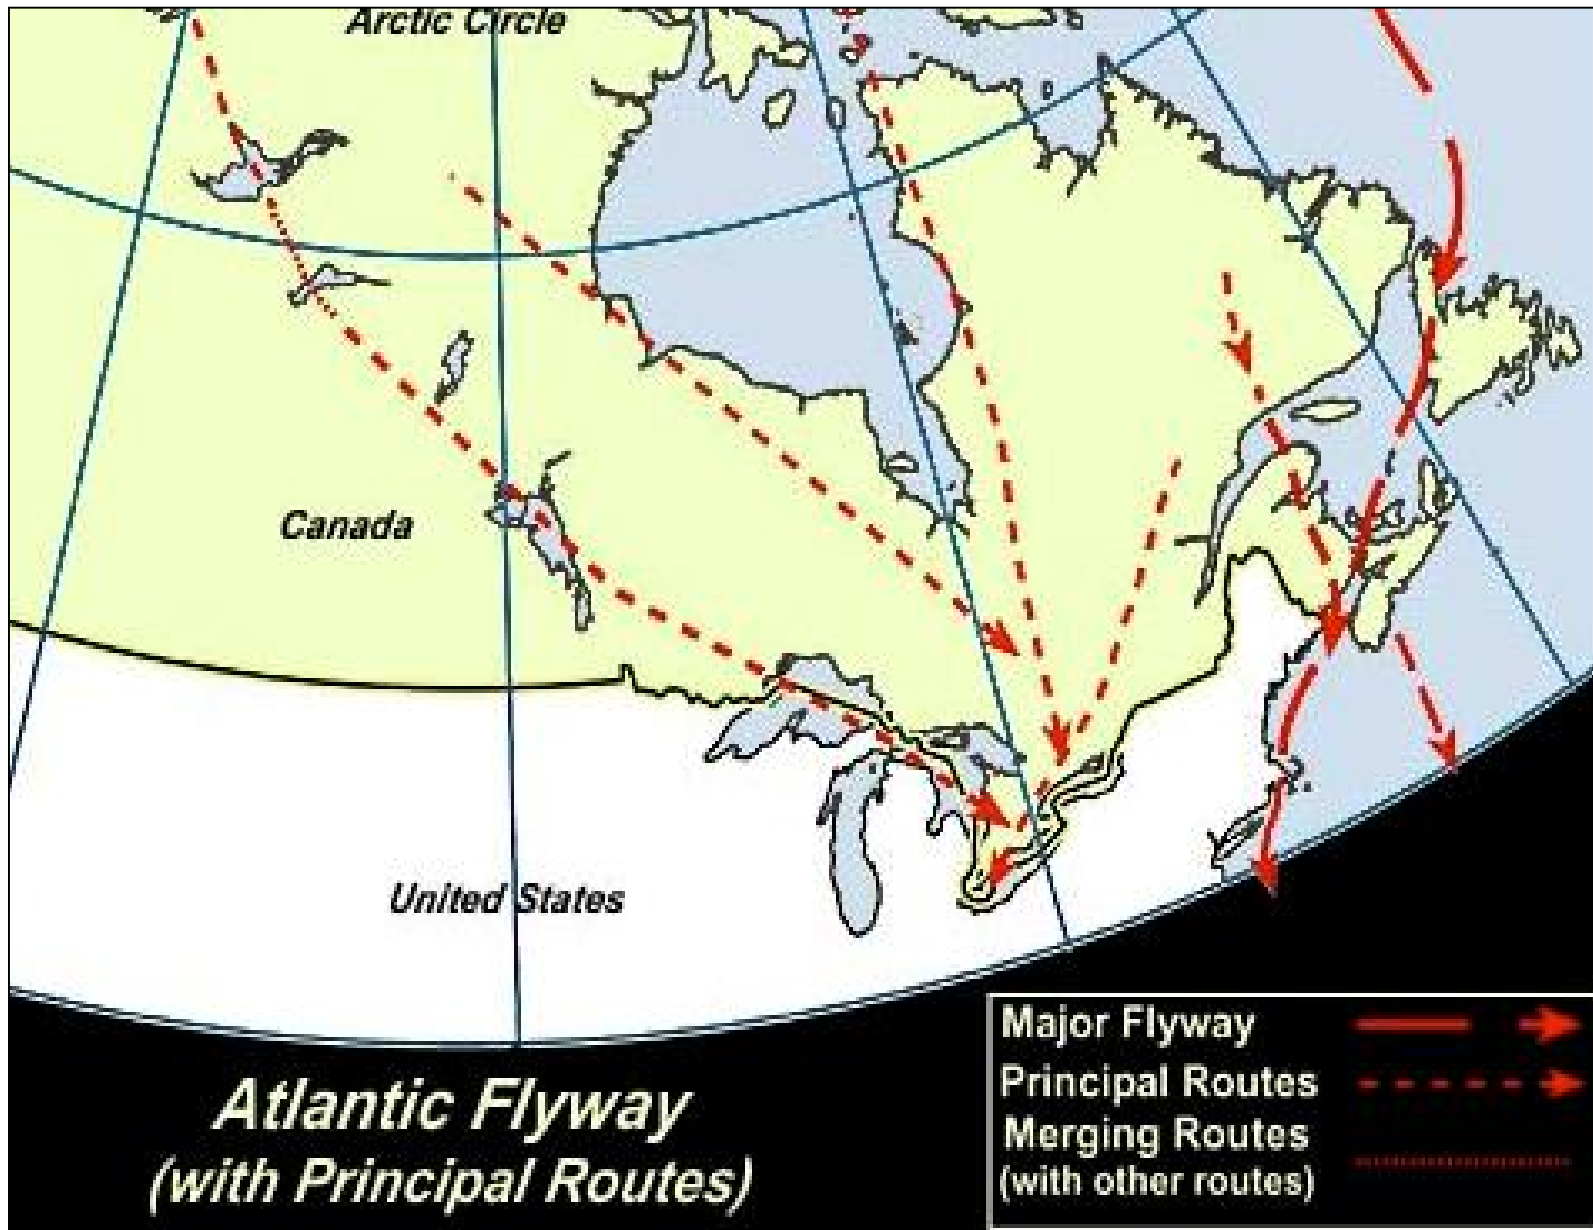 Arctic Circle
Canada
United States
Atlantic Flyway
(with Principal Routes)
Major Flyway
Principal Routes
Merging Routes
(with other routes)